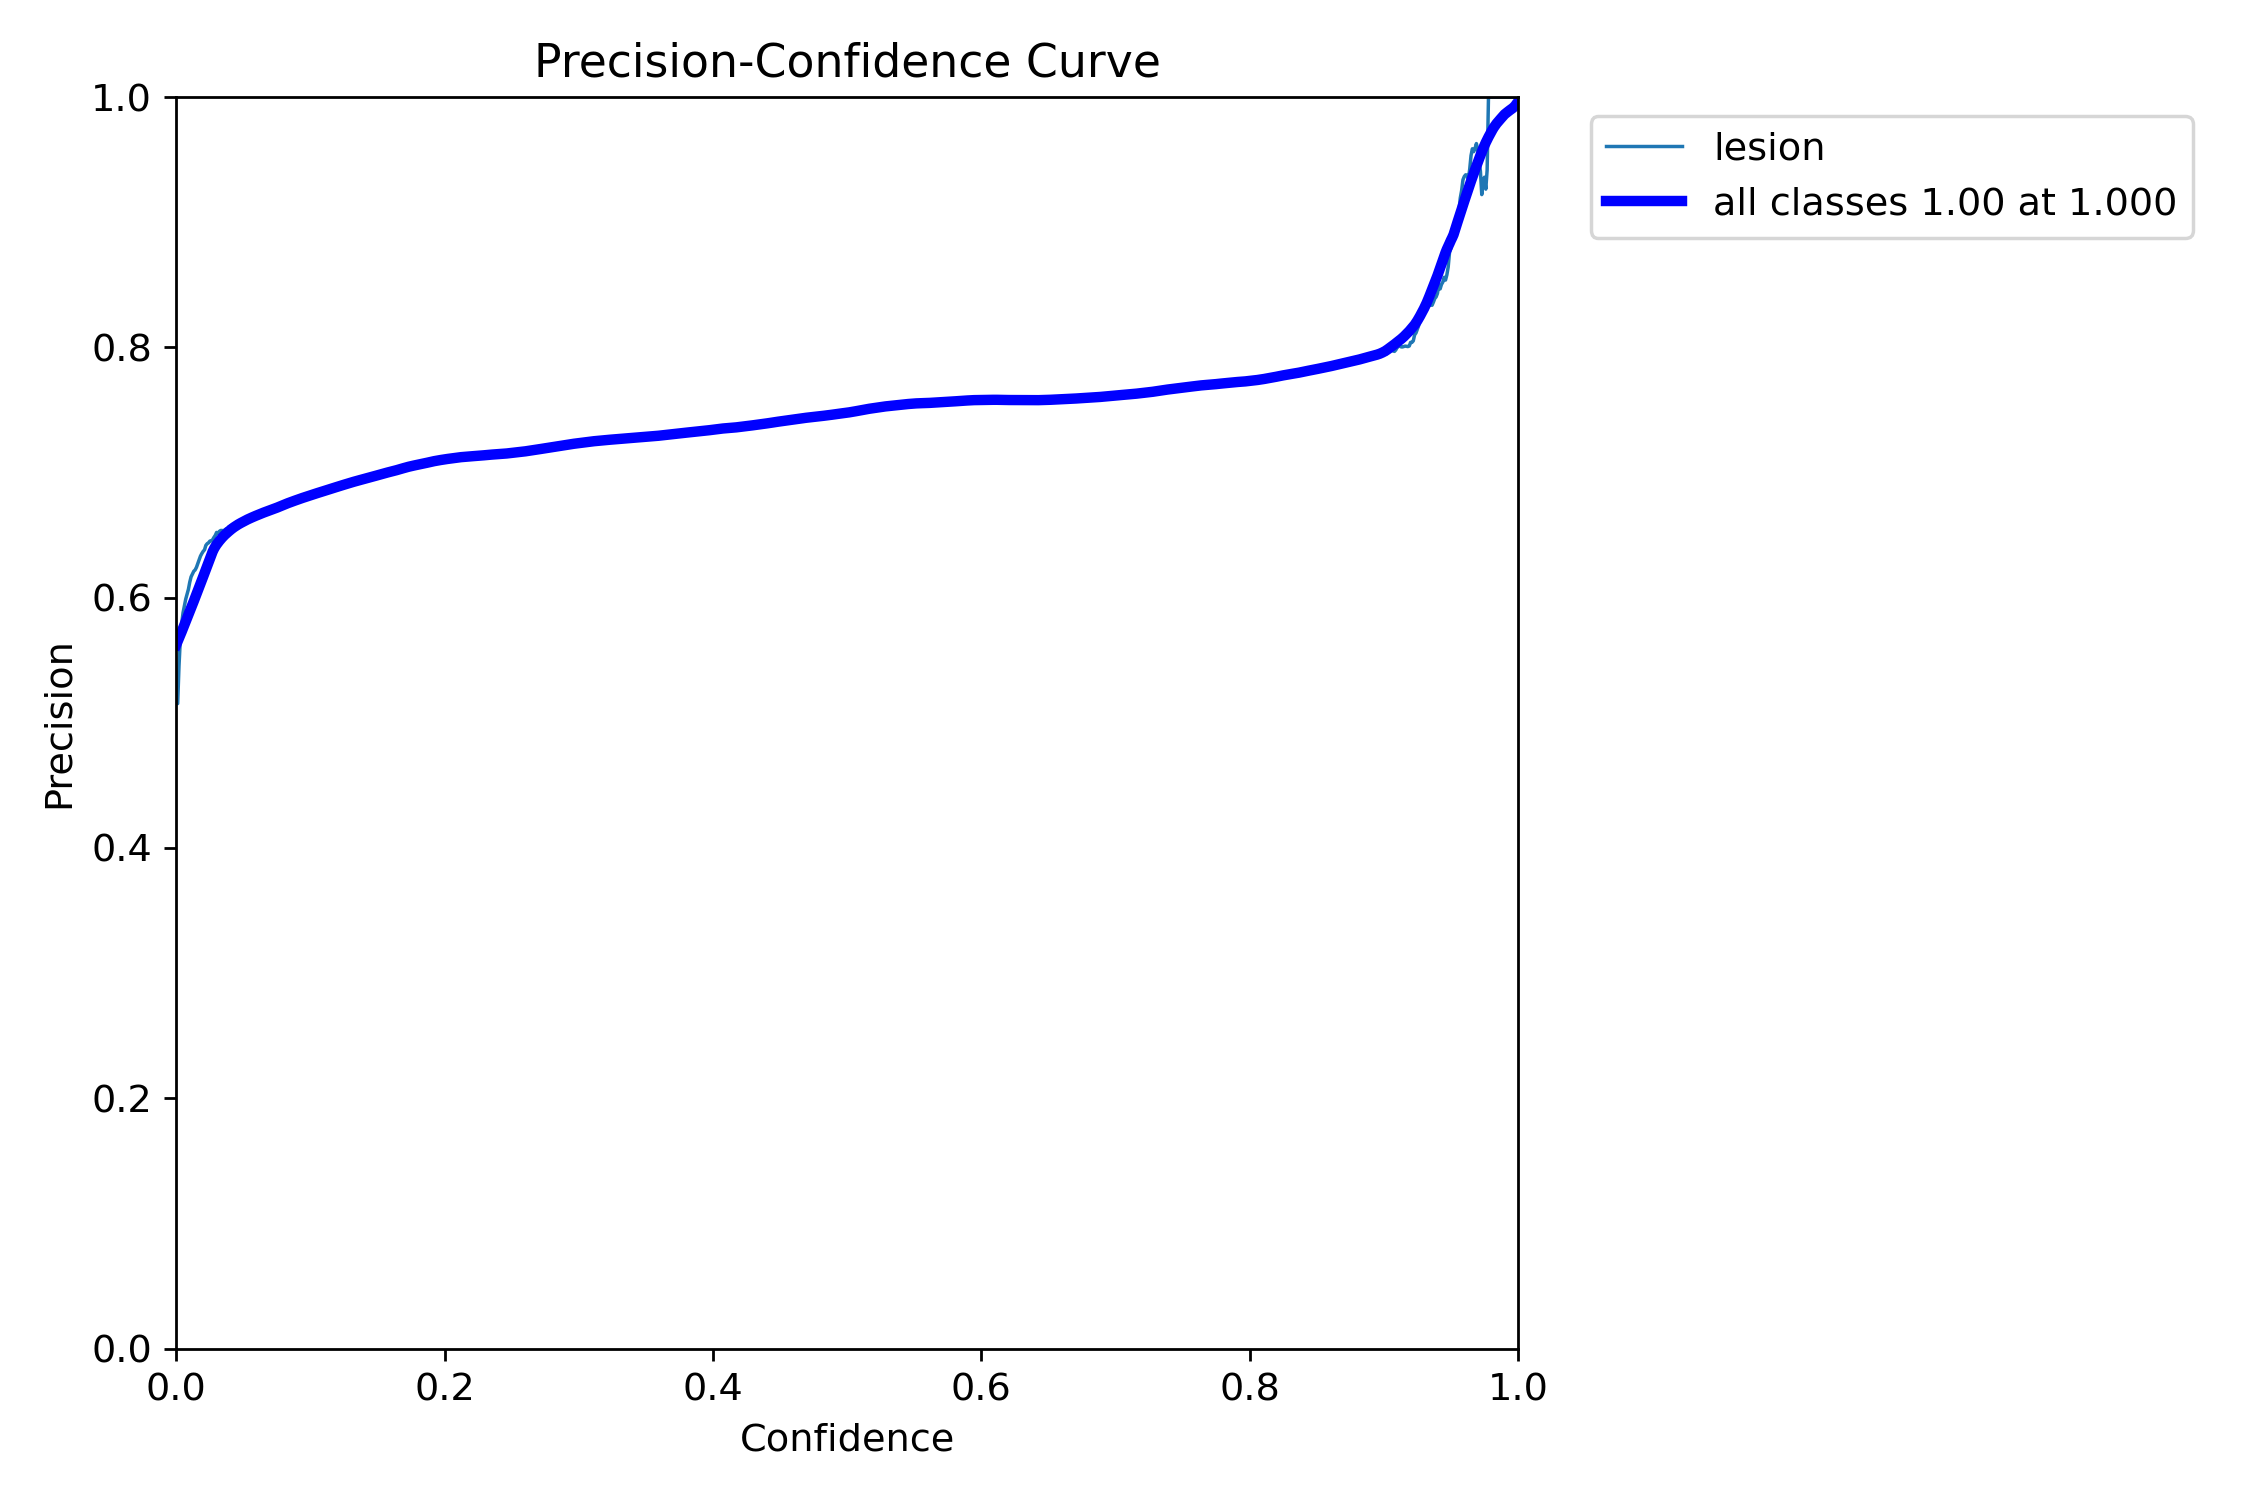 Precision-Confidence Curve
1.0
0.8
0.6
0.4
0.2
0.0
Precision
0.0 0.2 0.4 0.6 0.8 1.0
Confidence
lesion
all classes 1.00 at 1.000